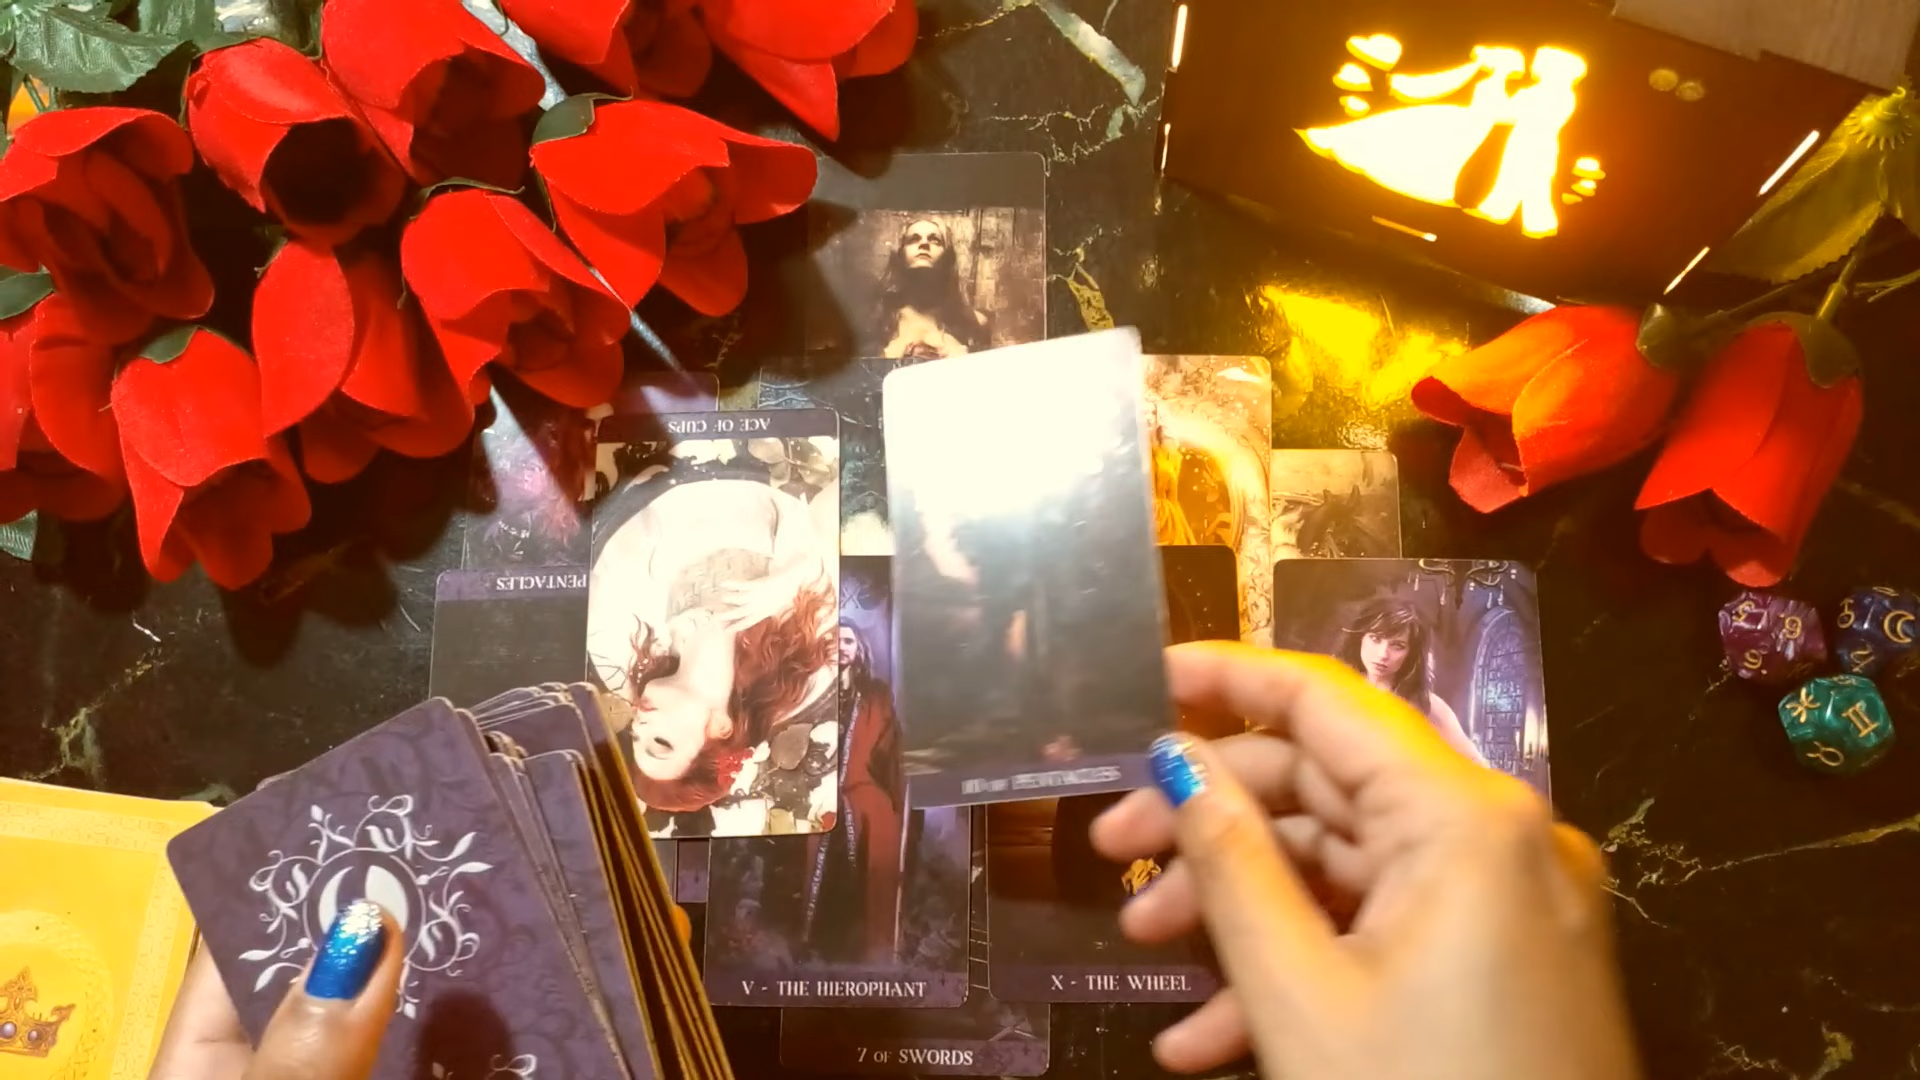 ACE OF CUPS
PENTACLES
V - THE HIEROPHANT
X - THE WHEEL
7 OF SWORDS